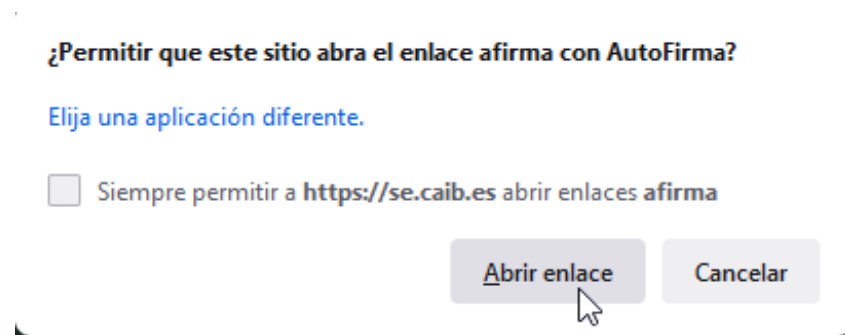 ¿Permitir que este sitio abra el enlace afirma con AutoFirma?
Elija una aplicación diferente.
Siempre permitir a https://se.caib.es abrir enlaces afirma
Abrir enlace
Cancelar